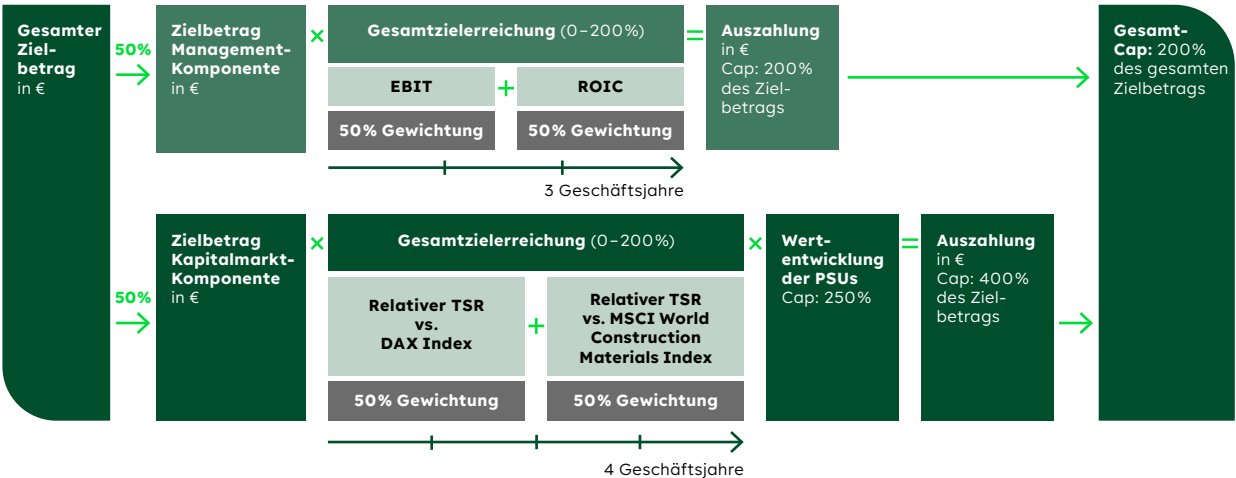 Gesamter
Ziel-
betrag
in €
50%
Zielbetrag
Management-
Komponente
in €
×
Gesamtzielerreichung (0–200%)
EBIT
+
ROIC
50% Gewichtung
50% Gewichtung
3 Geschäftsjahre
=
Auszahlung
in €
Cap: 200%
des Ziel-
betrags
Gesamt-
Cap: 200%
des gesamten
Zielbetrags
50%
Zielbetrag
Kapitalmarkt-
Komponente
in €
×
Gesamtzielerreichung (0–200%)
Relativer TSR
vs.
DAX Index
+
Relativer TSR
vs. MSCI World
Construction
Materials Index
50% Gewichtung
50% Gewichtung
4 Geschäftsjahre
×
Wert-
entwicklung
der PSUs
Cap: 250%
=
Auszahlung
in €
Cap: 400%
des Ziel-
betrags